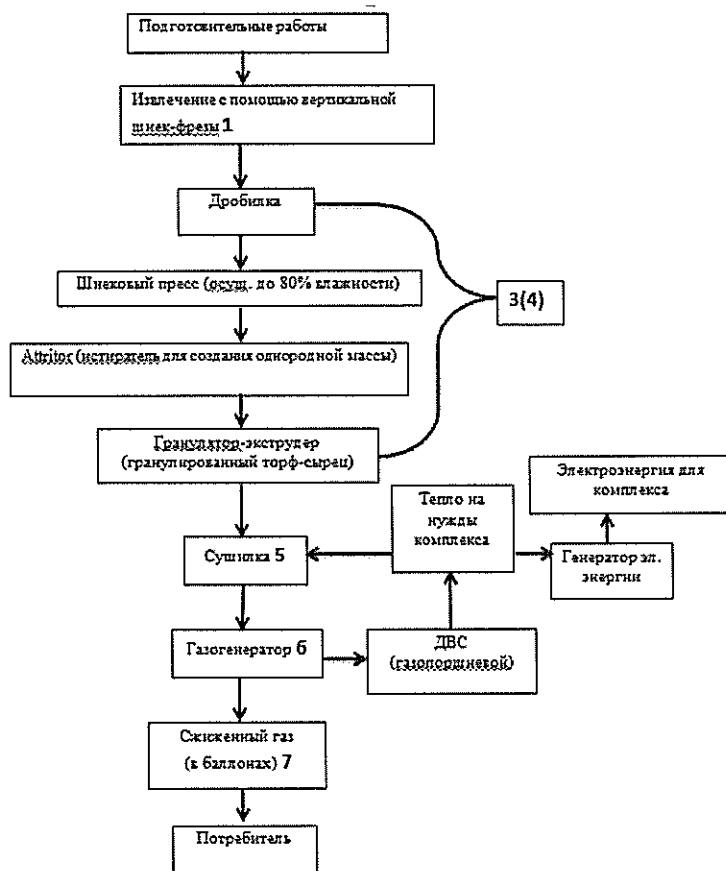 Подготовительные работы
Извлечение с помощью вертикальной
шнек-фрезы 1
Дробилка
Шнековый пресс (осущ. до 80% влажности)
3(4)
Attritor (истиратель для создания однородной массы)
Гранулятор-экструдер
(гранулированный торф-сырец)
Электроэнергия для
комплекса
Тепло на
нужды
комплекса
Сушилка 5
Генератор эл.
энергии
Газогенератор 6
ДВС
(газопоршневой)
Сжиженный газ
(в баллонах) 7
Потребитель